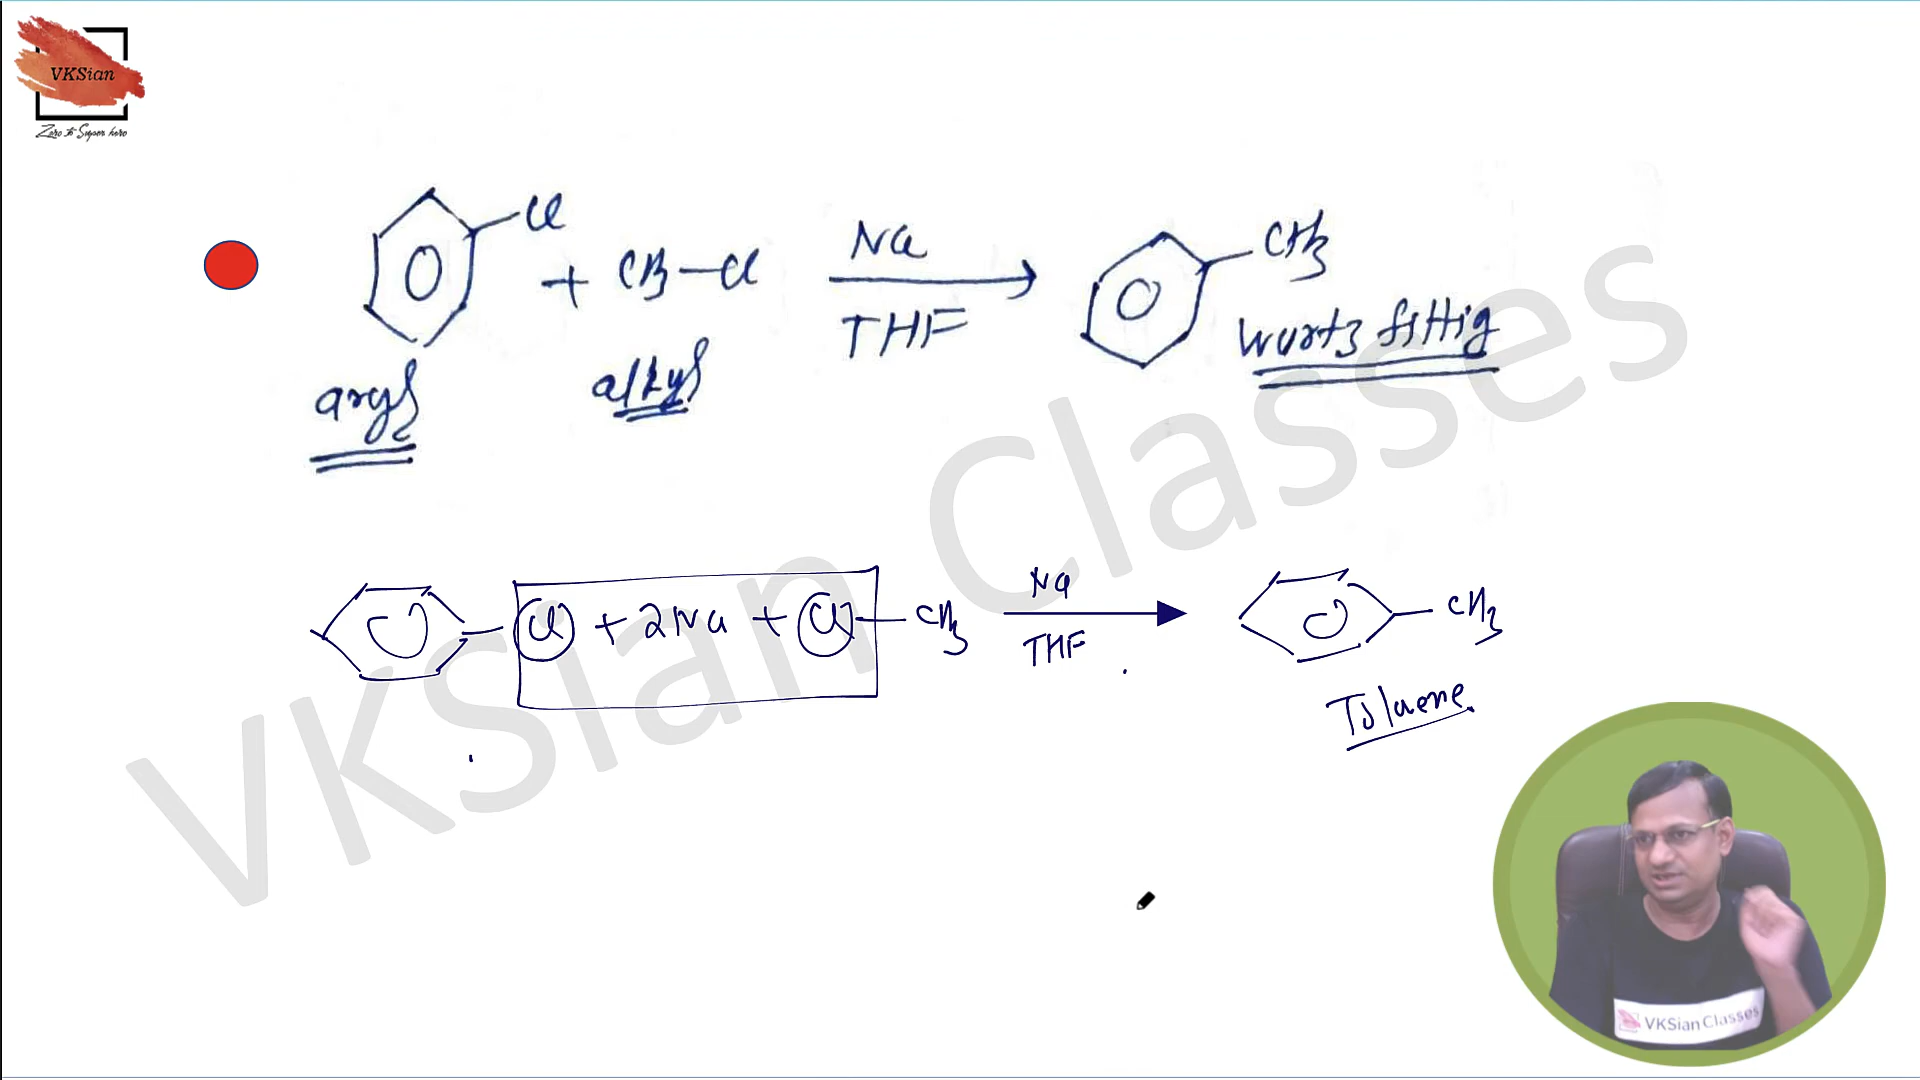 VKSian
Zero to Super hero
Cl
+ CH3—Cl
Na
THF
CH3
wurtz fittig
aryl
alkyl
Cl + 2Na + Cl — CH3
Na
THF
CH3
Toluene
VKSian Classes
VKSian Classes